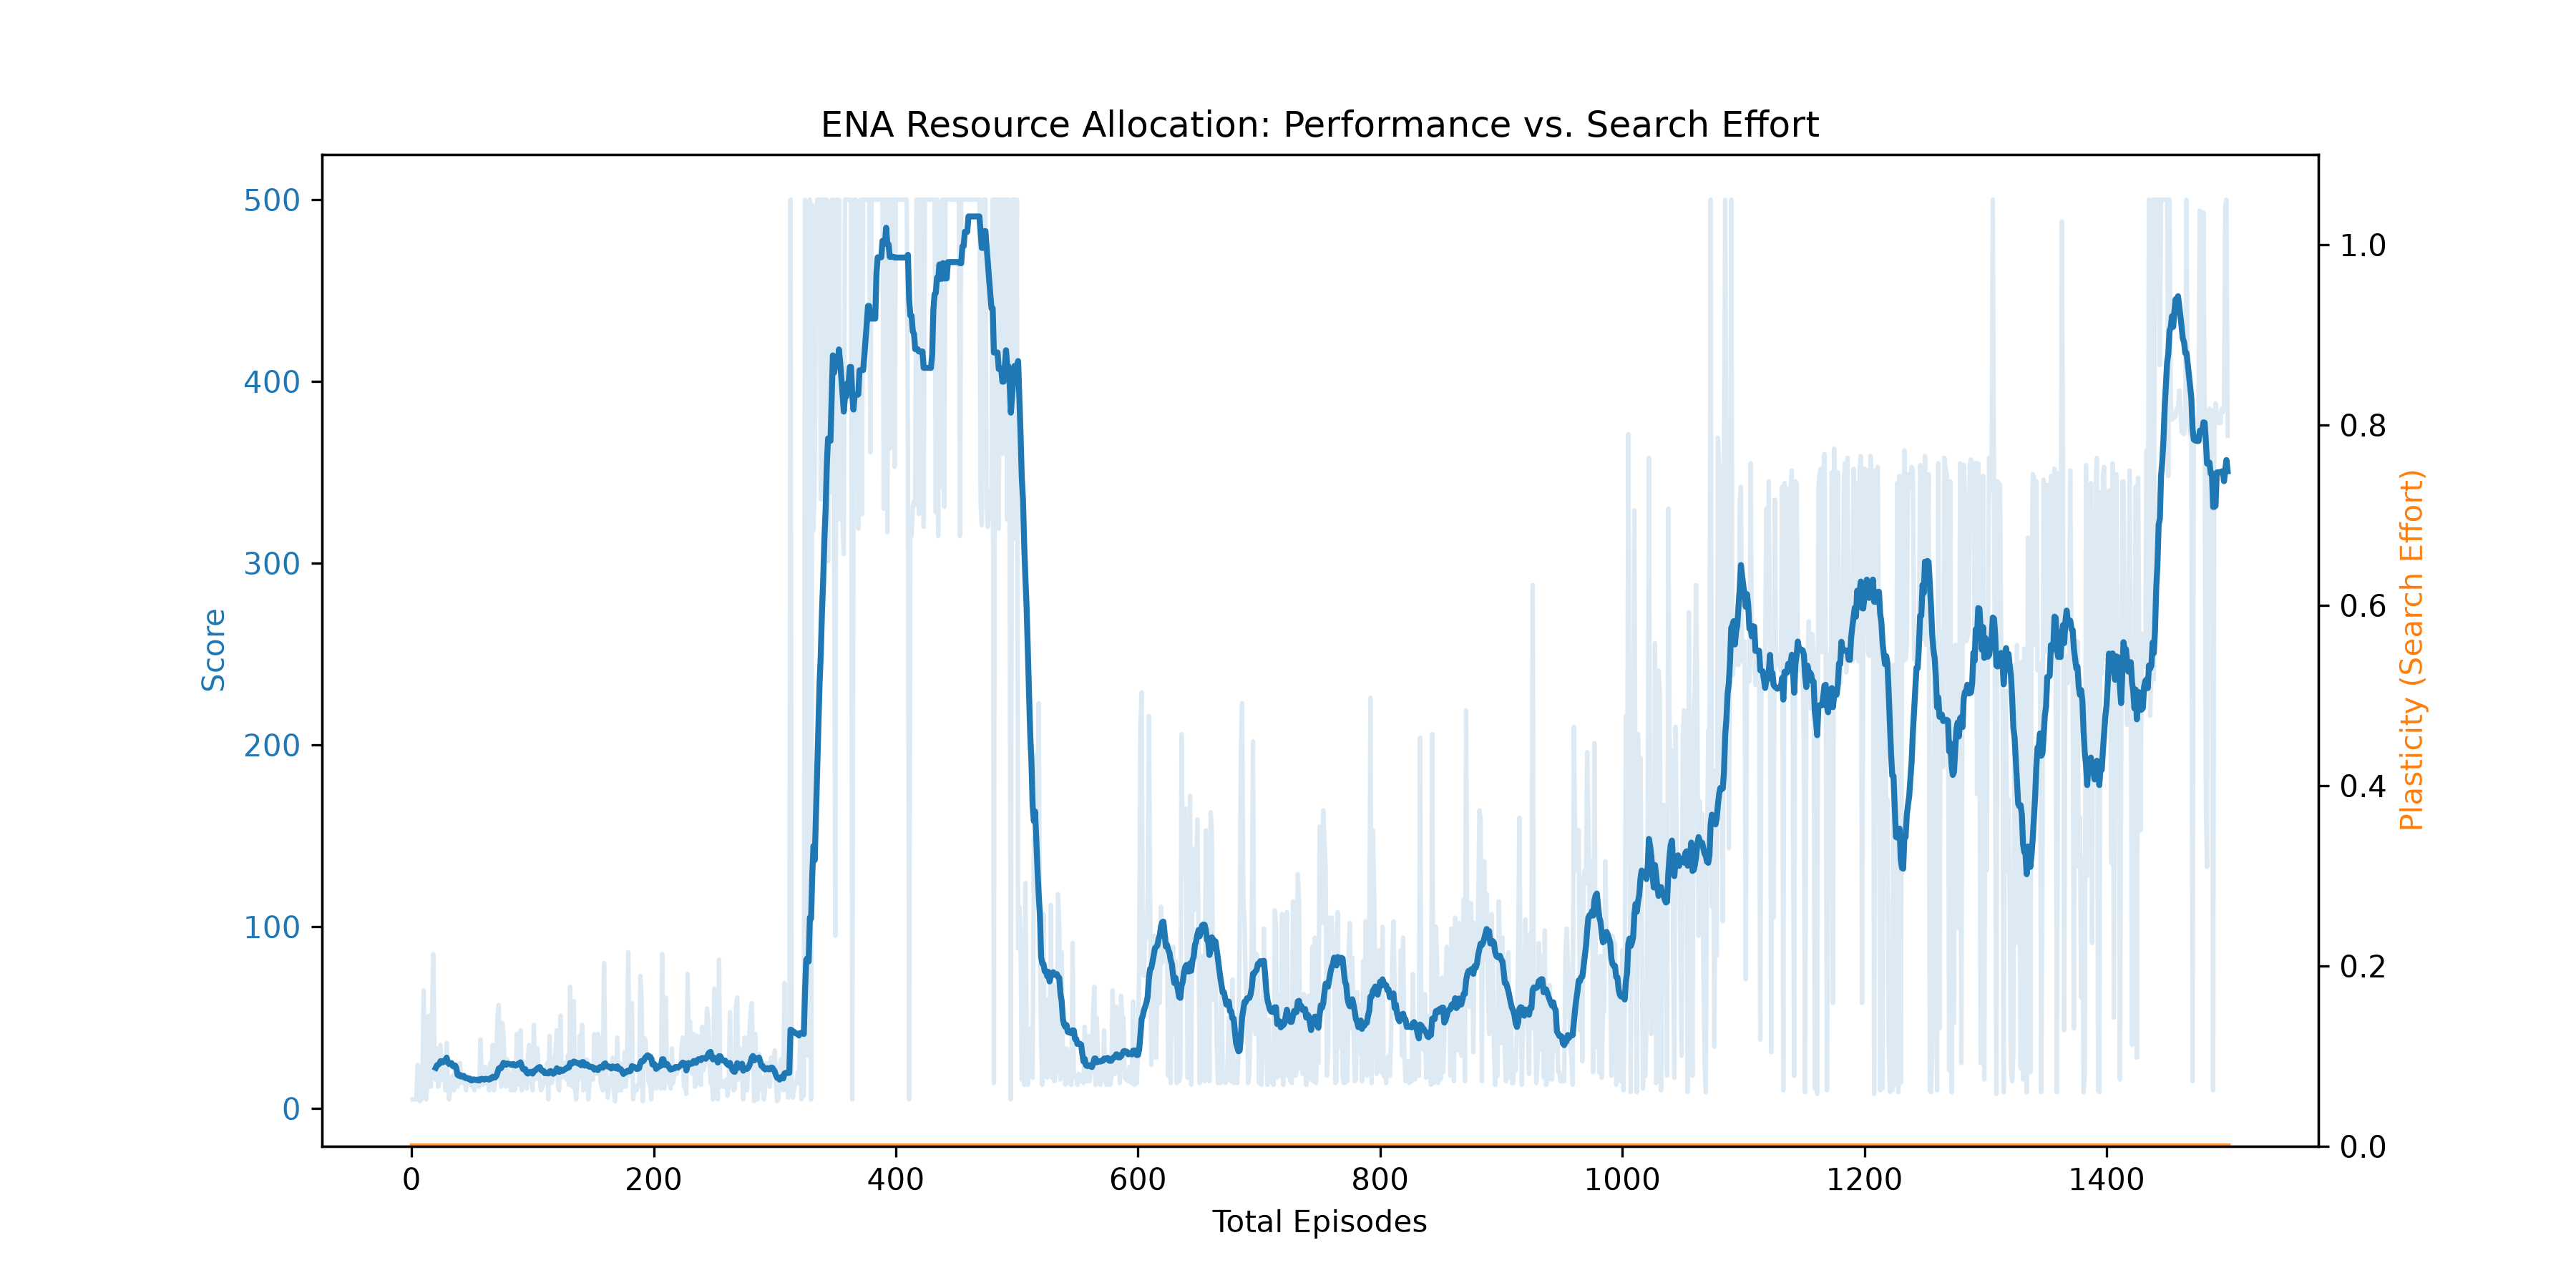 ENA Resource Allocation: Performance vs. Search Effort
500
400
300
200
100
0
Score
1.0
0.8
0.6
0.4
0.2
0.0
Plasticity (Search Effort)
0 200 400 600 800 1000 1200 1400
Total Episodes